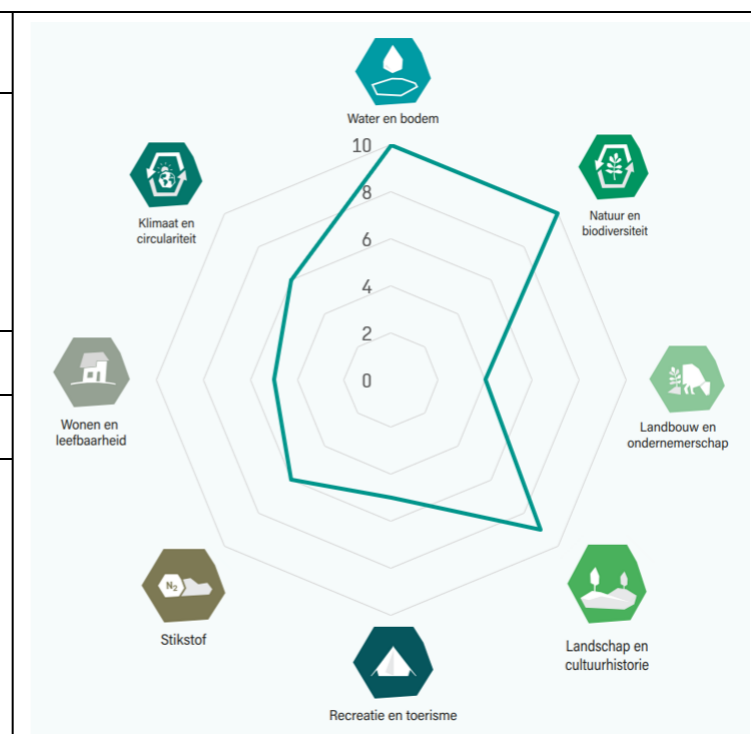 Water en bodem
10
8
6
4
2
0
Natuur en
biodiversiteit
Landbouw en
ondernemerschap
Landschap en
cultuurhistorie
Recreatie en toerisme
N₂
Stikstof
Wonen en
leefbaarheid
Klimaat en
circulariteit